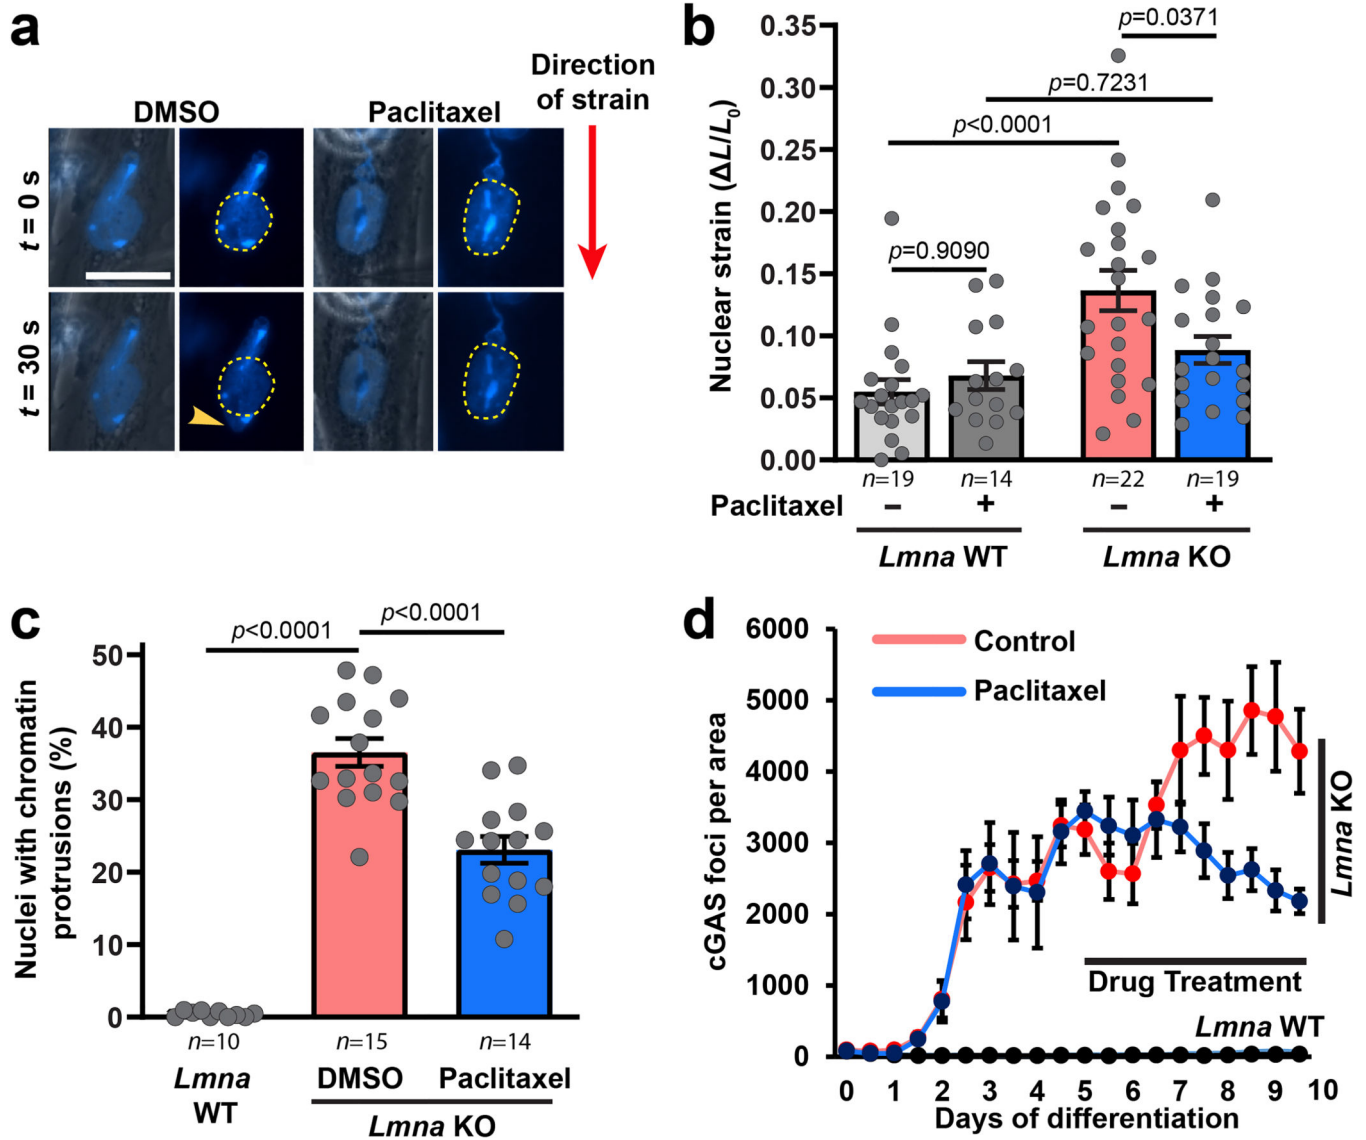 a
DMSO
Paclitaxel
Direction
of strain
t = 0 s
t = 30 s
b
Nuclear strain (ΔL/L0)
0.35
0.30
0.25
0.20
0.15
0.10
0.05
0.00
p=0.0371
p=0.7231
p<0.0001
p=0.9090
n=19 n=14 n=22 n=19
Paclitaxel – + – +
Lmna WT Lmna KO
c
Nuclei with chromatin
protrusions (%)
50
40
30
20
10
0
p<0.0001
p<0.0001
n=10 n=15 n=14
Lmna
WT
DMSO Paclitaxel
Lmna KO
d
cGAS foci per area
6000
5000
4000
3000
2000
1000
0
Control
Paclitaxel
Lmna KO
Drug Treatment
Lmna WT
0 1 2 3 4 5 6 7 8 9 10
Days of differentiation